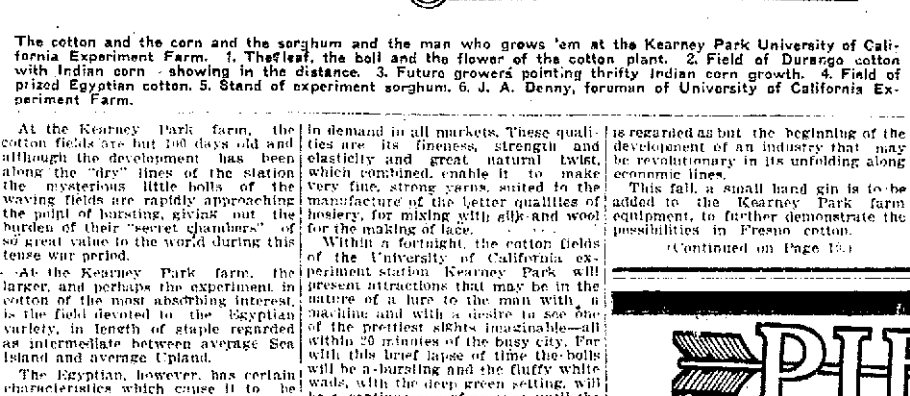 The cotton and the corn and the sorghum and the man who grows 'em at the Kearney Park University of Cali-
fornia Experiment Farm. 1. The leaf, the boll and the flower of the cotton plant. 2. Field of Durango cotton
with Indian corn showing in the distance. 3. Future growers pointing thrifty Indian corn growth. 4. Field of
prized Egyptian cotton. 5. Stand of experiment sorghum. 6. J. A. Denny, foreman of University of California Ex-
periment Farm.
At the Kearney Park farm, the
cotton fields are but 100 days old and
although the development has been
along the "dry" lines of the station
the mysterious little bolls of the
waving fields are rapidly approaching
the point of bursting, giving out the
burden of their "secret chambers" of
so great value to the world during this
tense war period.
At the Kearney Park farm, the
larger, and perhaps the experiment in
cotton of the most absorbing interest,
is the field devoted to the Egyptian
variety, in length of staple regarded
as intermediate between average Sea
Island and average Upland.
The Egyptian, however, has certain
characteristics which cause it to be
in demand in all markets. These quali-
ties are its fineness, strength and
elasticity and great natural twist,
which combined, enable it to make
very fine, strong yarns, suited to the
manufacture of the better qualities of
hosiery, for mixing with silk and wool
for the making of lace.
Within a fortnight, the cotton fields
of the University of California ex-
periment station Kearney Park will
present attractions that may be in the
nature of a lure to the man with a
machine and with a desire to see one
of the prettiest sights imaginable—all
within 20 minutes of the busy city. For
with this brief lapse of time the bolls
will be a-bursting and the fluffy white
wads, with the deep green setting, will
is regarded as but the beginning of the
development of an industry that may
be revolutionary in its unfolding along
economic lines.
This fall, a small hand gin is to be
added to the Kearney Park farm
equipment, to further demonstrate the
possibilities in Fresno cotton.
(Continued on Page 15.)
PIE